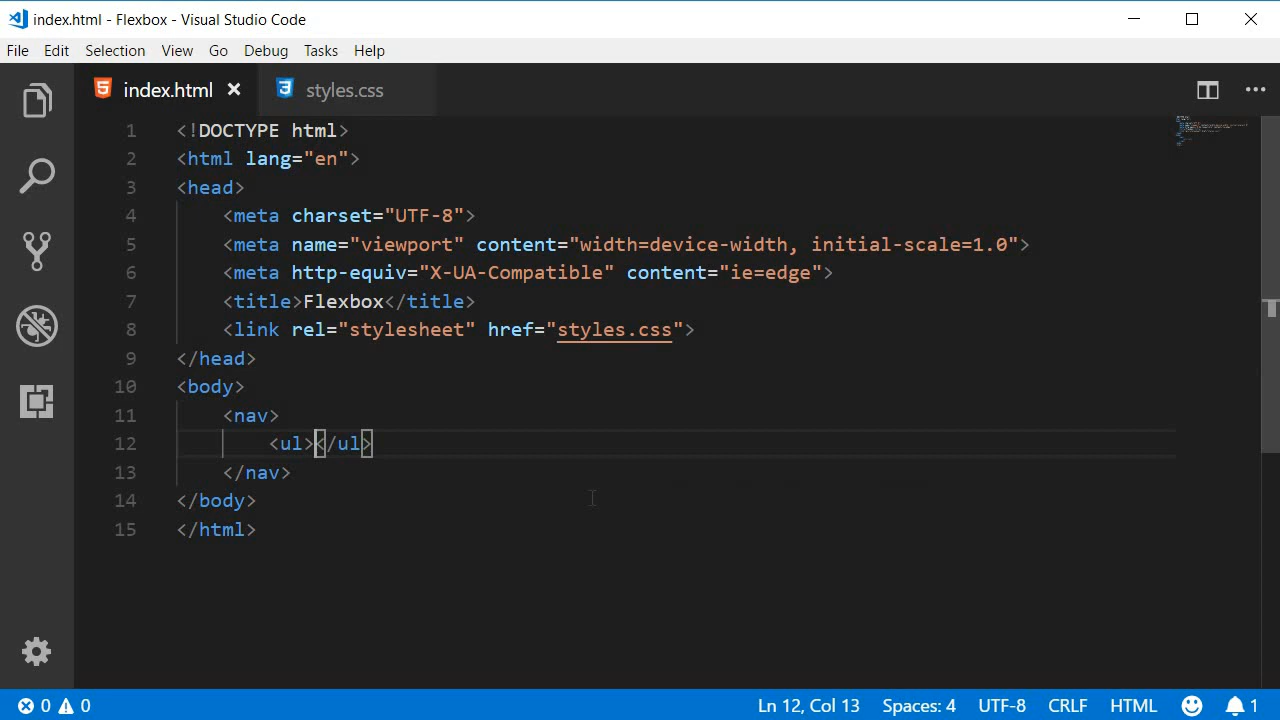 index.html - Flexbox - Visual Studio Code
File Edit Selection View Go Debug Tasks Help
index.html styles.css
1 <!DOCTYPE html>
2 <html lang="en">
3 <head>
4 <meta charset="UTF-8">
5 <meta name="viewport" content="width=device-width, initial-scale=1.0">
6 <meta http-equiv="X-UA-Compatible" content="ie=edge">
7 <title>Flexbox</title>
8 <link rel="stylesheet" href="styles.css">
9 </head>
10 <body>
11 <nav>
12 <ul></ul>
13 </nav>
14 </body>
15 </html>
0 0 Ln 12, Col 13 Spaces: 4 UTF-8 CRLF HTML 1